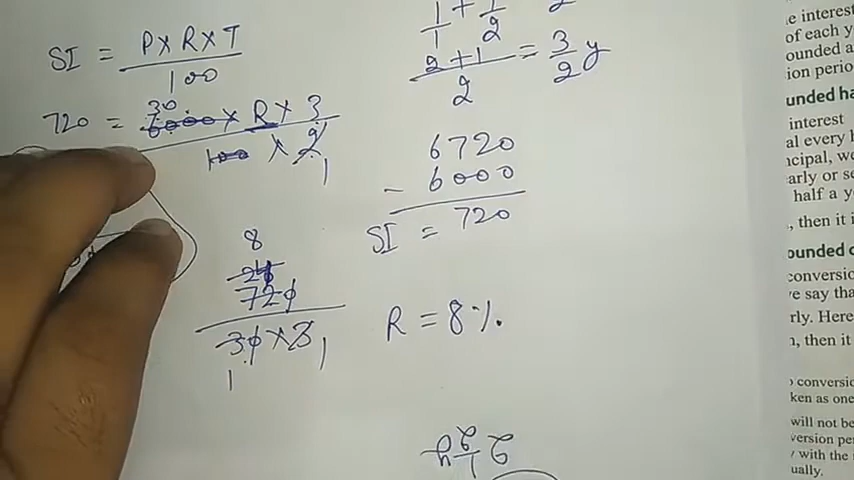 SI = P×R×T
100
720 = 6000 × R × 3
100 × 2
1
30
8
24
720
30×3
1 1
1/1 + 1/2
2+1
2
= 3/2 y
6720
- 6000
SI = 720
R = 8%.
e interest
of each y
ounded a
ion perio
unded ha
interest
al every
ncipal, w
arly or se
half a y
, then it i
ounded
conversio
ve say tha
rly. Here
n, then it
conversic
ken as one
will not be
version per
with the
ually.